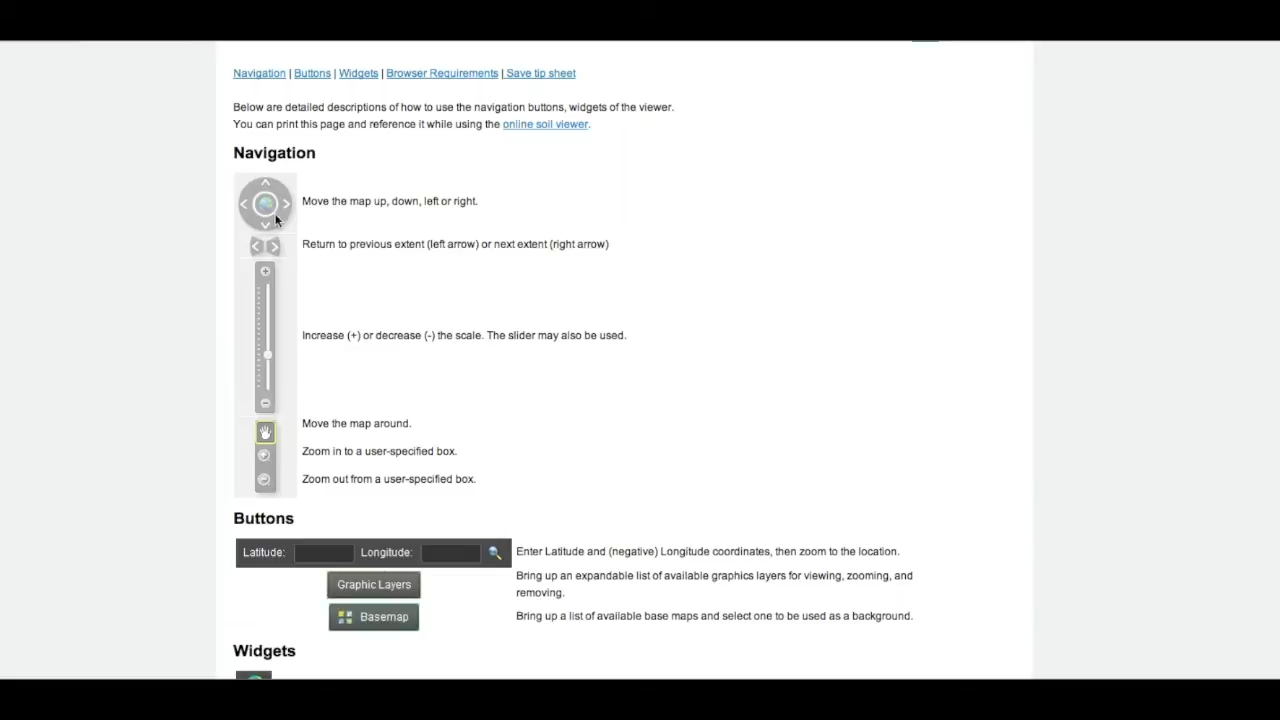 Navigation | Buttons | Widgets | Browser Requirements | Save tip sheet
Below are detailed descriptions of how to use the navigation buttons, widgets of the viewer.
You can print this page and reference it while using the online soil viewer.
Navigation
Move the map up, down, left or right.
Return to previous extent (left arrow) or next extent (right arrow)
Increase (+) or decrease (-) the scale. The slider may also be used.
Move the map around.
Zoom in to a user-specified box.
Zoom out from a user-specified box.
Buttons
Latitude: Longitude: Enter Latitude and (negative) Longitude coordinates, then zoom to the location.
Graphic Layers Bring up an expandable list of available graphics layers for viewing, zooming, and
removing.
Basemap Bring up a list of available base maps and select one to be used as a background.
Widgets